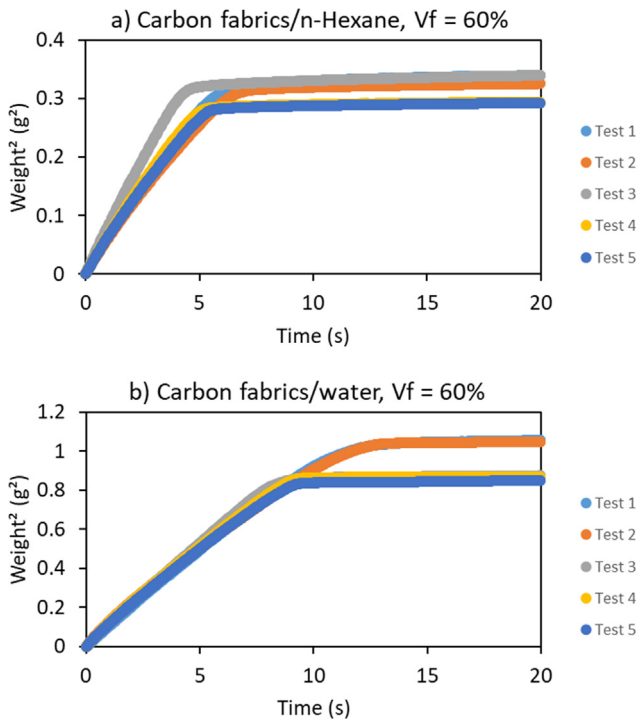 a) Carbon fabrics/n-Hexane, Vf = 60%
0.4
0.3
0.2
0.1
0
Weight² (g²)
0 5 10 15 20
Time (s)
Test 1
Test 2
Test 3
Test 4
Test 5
b) Carbon fabrics/water, Vf = 60%
1.2
1
0.8
0.6
0.4
0.2
0
Weight² (g²)
0 5 10 15 20
Time (s)
Test 1
Test 2
Test 3
Test 4
Test 5